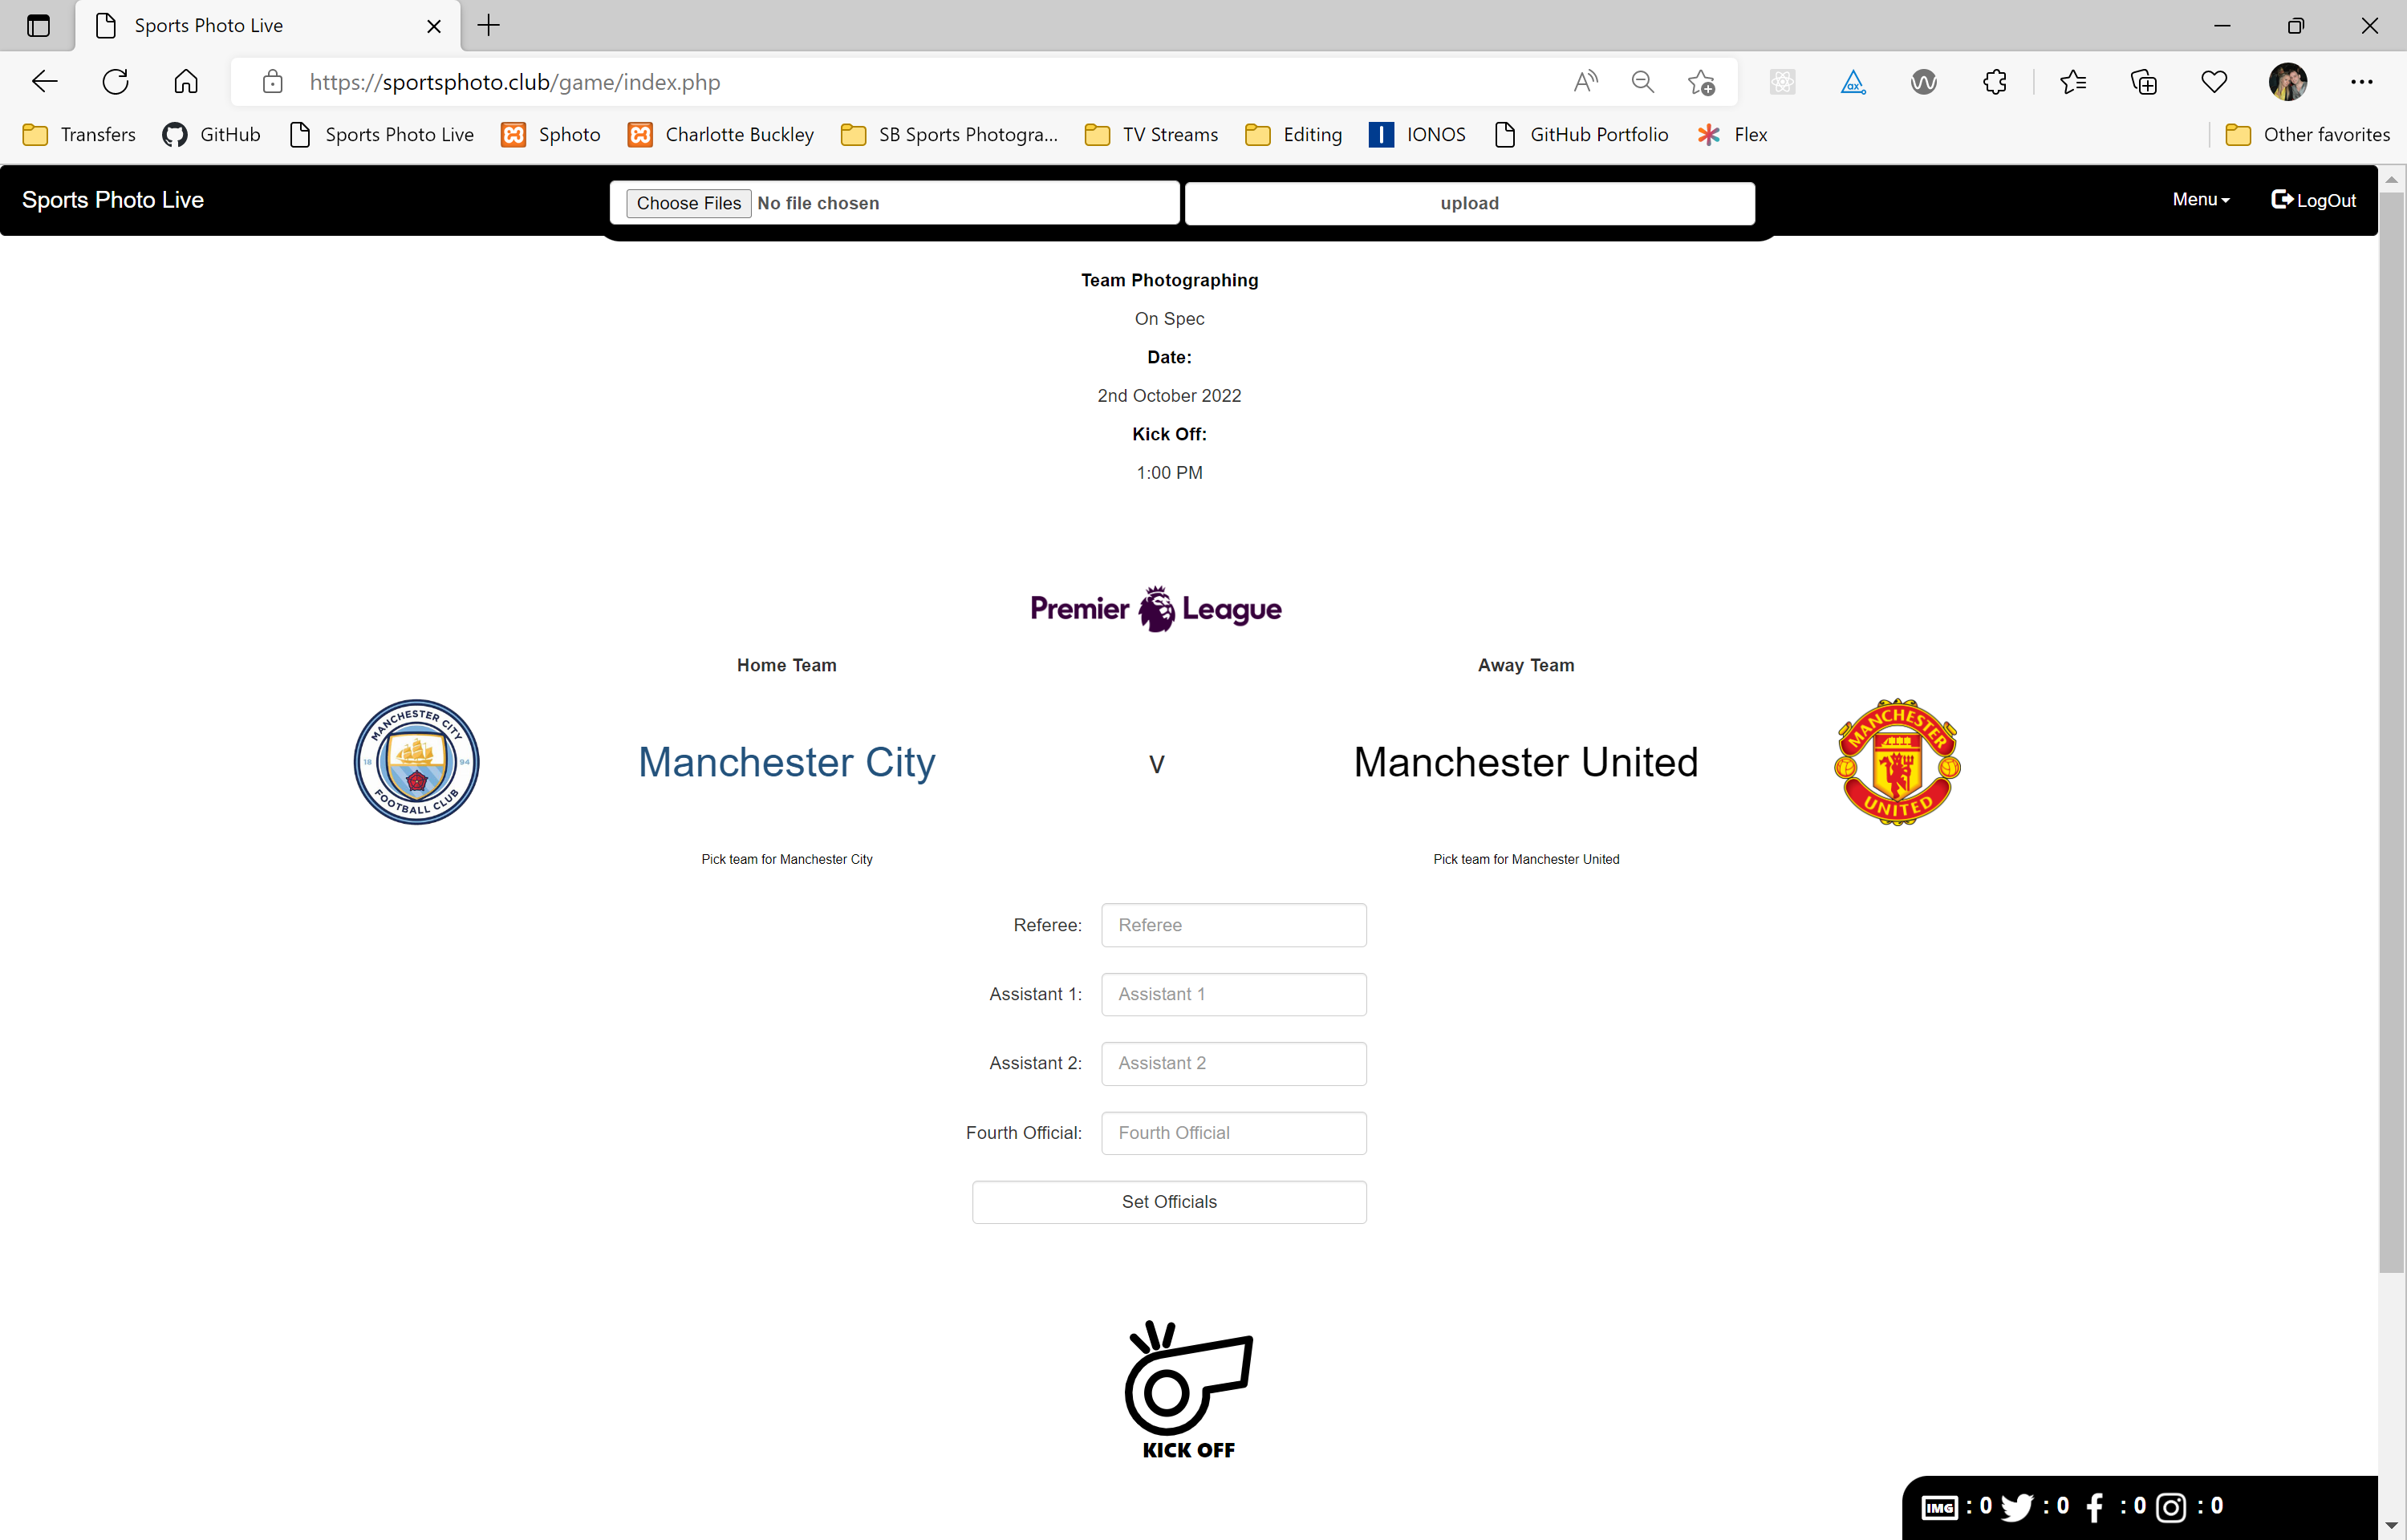 Sports Photo Live
https://sportsphoto.club/game/index.php
Transfers GitHub Sports Photo Live Sphoto Charlotte Buckley SB Sports Photogra... TV Streams Editing IONOS GitHub Portfolio Flex Other favorites
Sports Photo Live Choose Files No file chosen upload Menu LogOut
Team Photographing
On Spec
Date:
2nd October 2022
Kick Off:
1:00 PM
Premier League
Home Team Away Team
MANCHESTER CITY
18 94
FOOTBALL CLUB
Manchester City v Manchester United
MANCHESTER
UNITED
Pick team for Manchester City Pick team for Manchester United
Referee: Referee
Assistant 1: Assistant 1
Assistant 2: Assistant 2
Fourth Official: Fourth Official
Set Officials
KICK OFF
IMG : 0 : 0 : 0 : 0